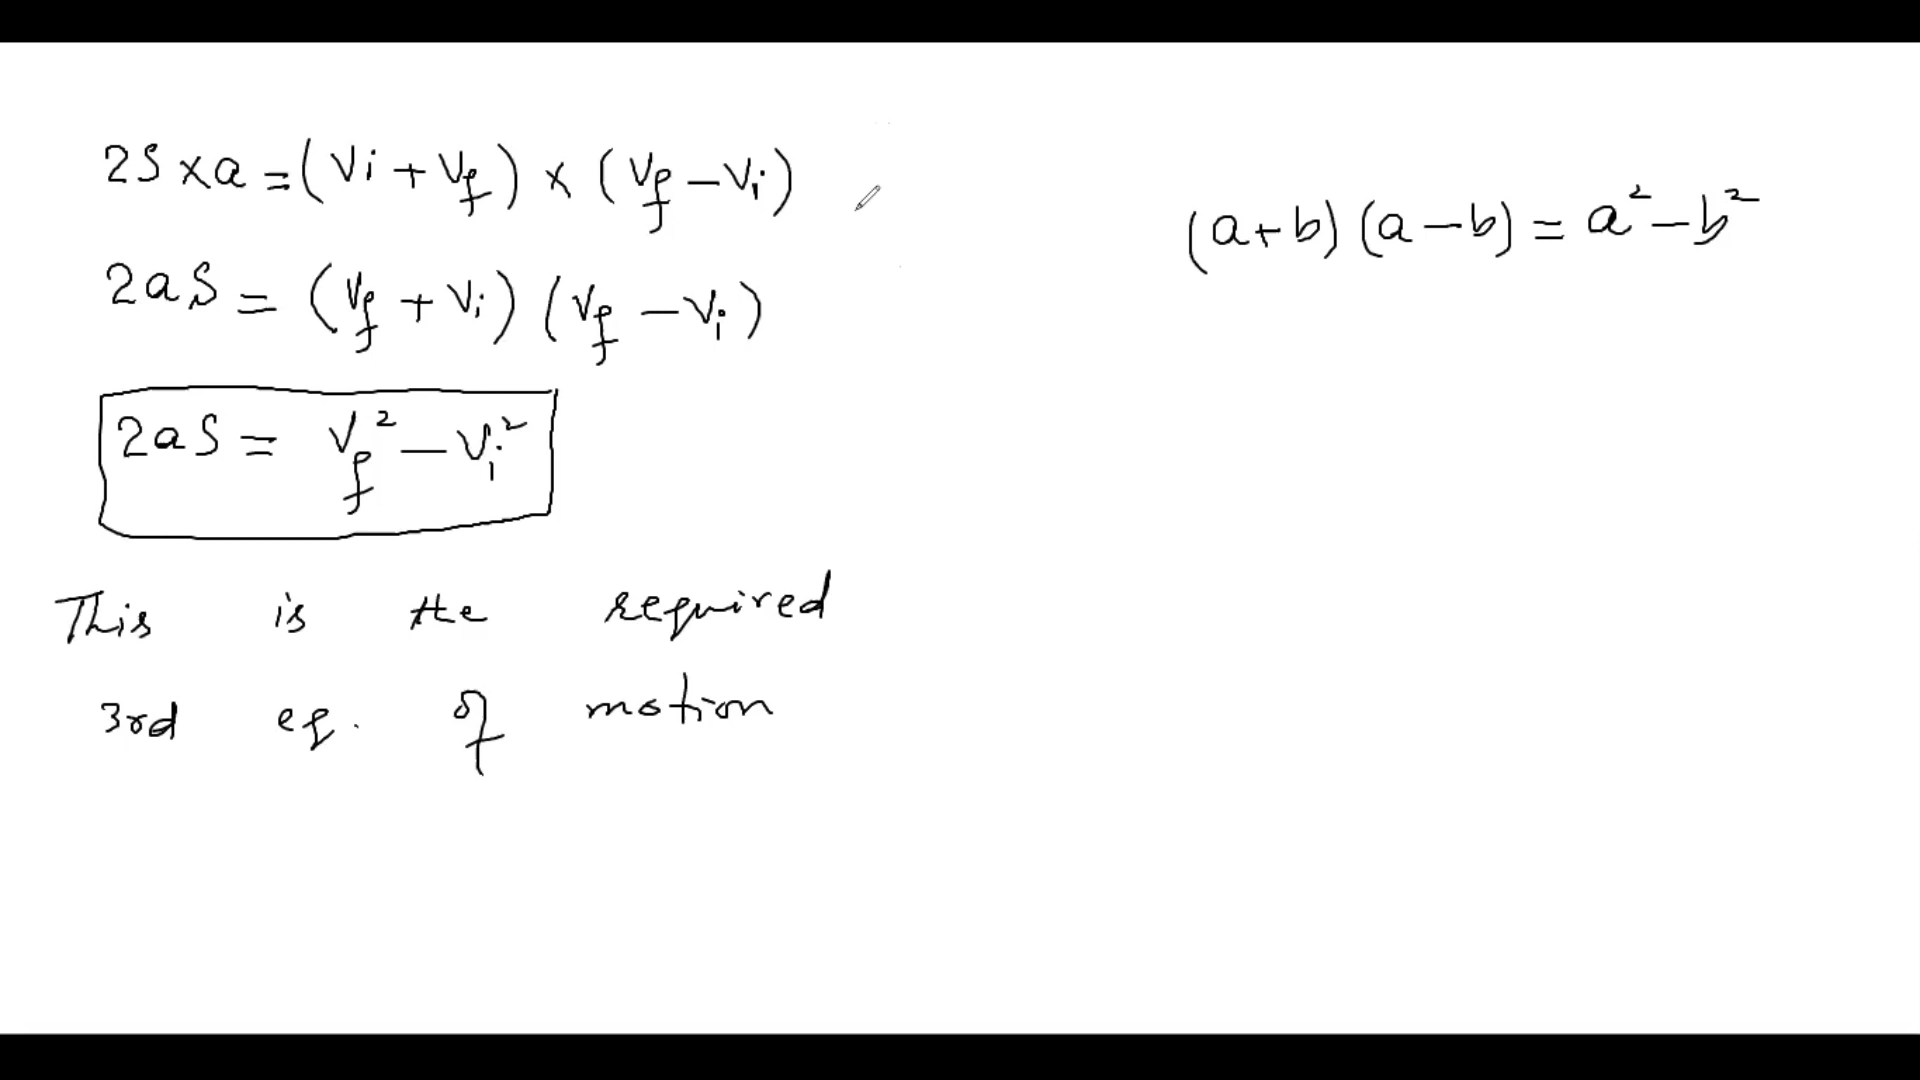 2S × a = (Vi + Vf) × (Vf − Vi)
2aS = (Vf + Vi) (Vf − Vi)
2aS = Vf² − Vi²
This is the required
3rd eq. of motion
(a+b) (a−b) = a² − b²